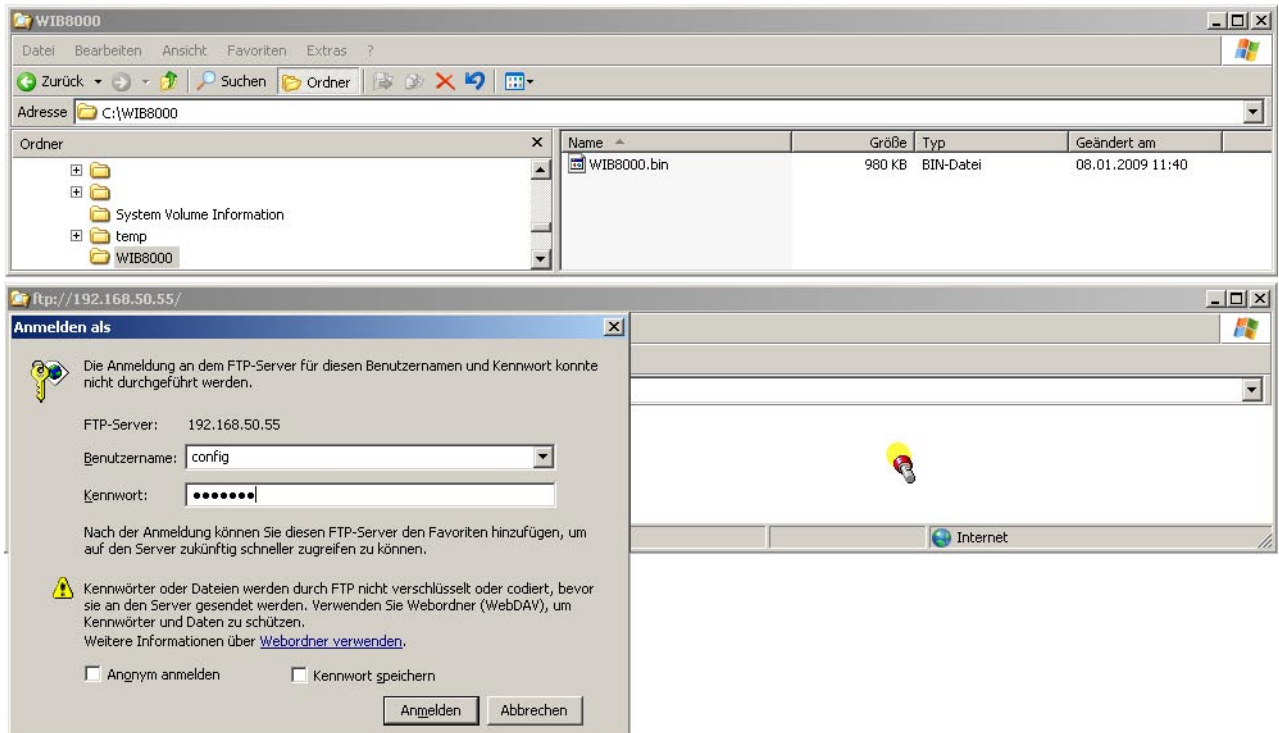 WIB8000
Datei Bearbeiten Ansicht Favoriten Extras ?
Zurück Suchen Ordner
Adresse C:\WIB8000
Ordner x Name Größe Typ Geändert am
WIB8000.bin 980 KB BIN-Datei 08.01.2009 11:40
System Volume Information
temp
WIB8000
ftp://192.168.50.55/
Anmelden als
Die Anmeldung an dem FTP-Server für diesen Benutzernamen und Kennwort konnte
nicht durchgeführt werden.
FTP-Server: 192.168.50.55
Benutzername: config
Kennwort: •••••••
Nach der Anmeldung können Sie diesen FTP-Server den Favoriten hinzufügen, um
auf den Server zukünftig schneller zugreifen zu können.
Internet
Kennwörter oder Dateien werden durch FTP nicht verschlüsselt oder codiert, bevor
sie an den Server gesendet werden. Verwenden Sie Webordner (WebDAV), um
Kennwörter und Daten zu schützen.
Weitere Informationen über Webordner verwenden.
Anonym anmelden Kennwort speichern
Anmelden Abbrechen